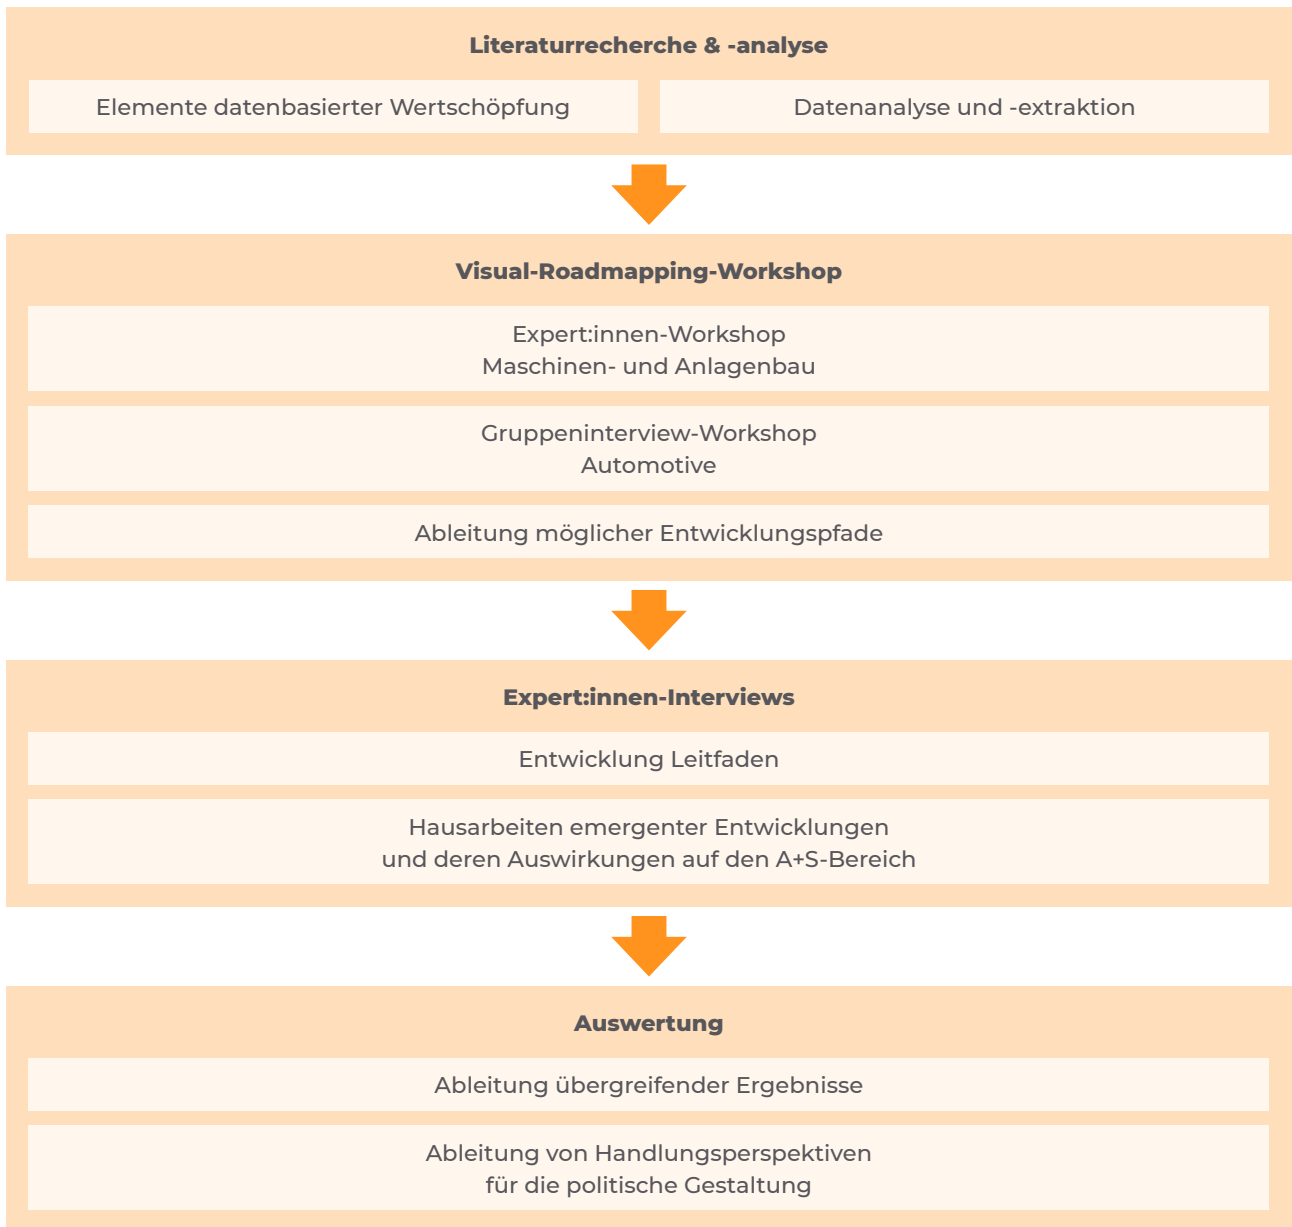 Literaturrecherche & -analyse
Elemente datenbasierter Wertschöpfung
Datenanalyse und -extraktion
Visual-Roadmapping-Workshop
Expert:innen-Workshop
Maschinen- und Anlagenbau
Gruppeninterview-Workshop
Automotive
Ableitung möglicher Entwicklungspfade
Expert:innen-Interviews
Entwicklung Leitfaden
Hausarbeiten emergenter Entwicklungen
und deren Auswirkungen auf den A+S-Bereich
Auswertung
Ableitung übergreifender Ergebnisse
Ableitung von Handlungsperspektiven
für die politische Gestaltung